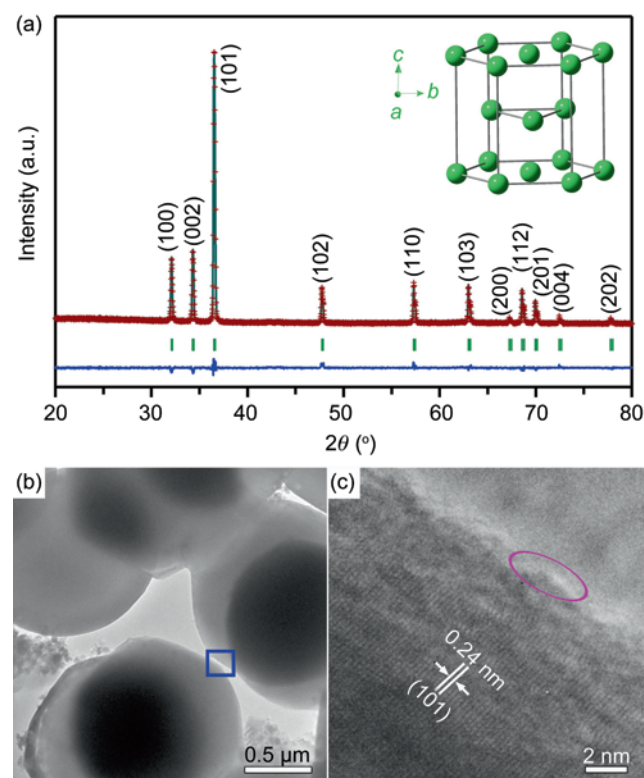 (a)
Intensity (a.u.)
(100)
(002)
(101)
(102)
(110)
(103)
(200)
(112)
(201)
(004)
(202)
c
b
a
20 30 40 50 60 70 80
2θ (°)
(b)
0.5 μm
(c)
0.24 nm
(101)
2 nm